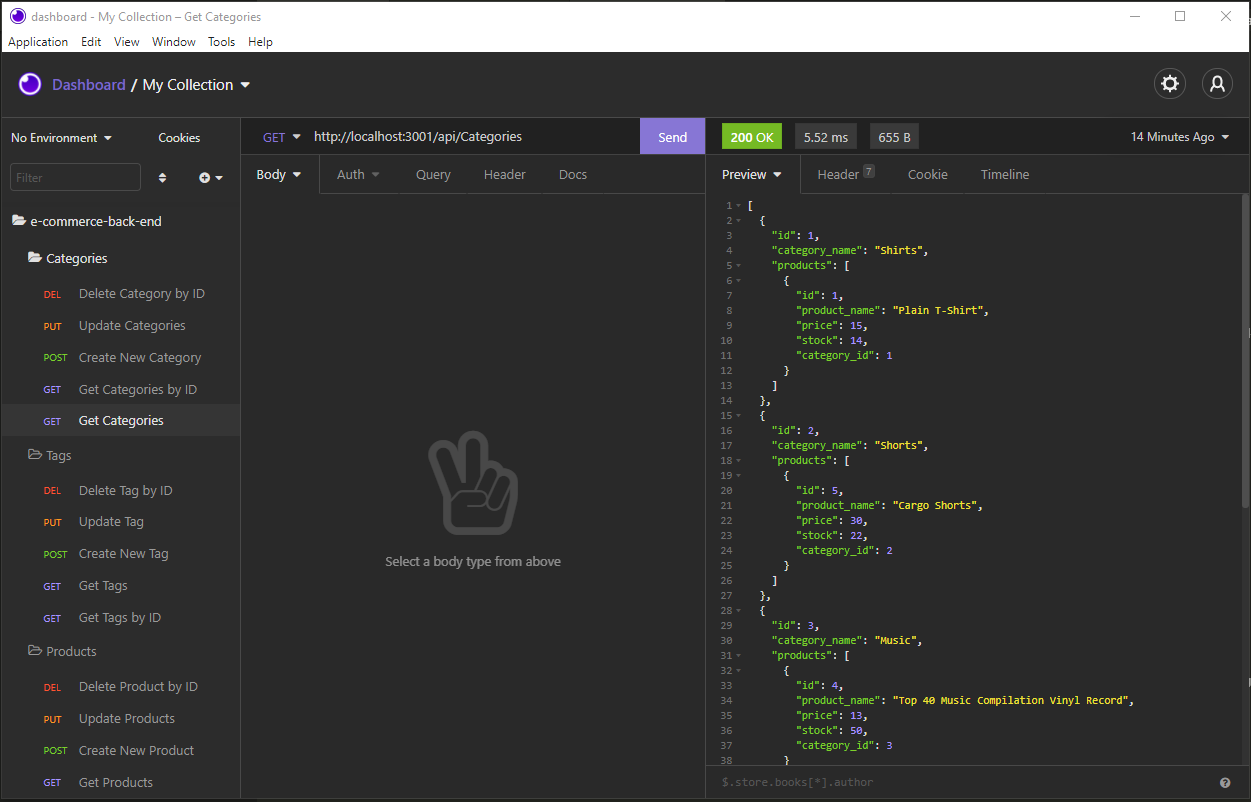 dashboard - My Collection – Get Categories
Application Edit View Window Tools Help
Dashboard / My Collection
No Environment Cookies
Filter
e-commerce-back-end
Categories
DEL Delete Category by ID
PUT Update Categories
POST Create New Category
GET Get Categories by ID
GET Get Categories
Tags
DEL Delete Tag by ID
PUT Update Tag
POST Create New Tag
GET Get Tags
GET Get Tags by ID
Products
DEL Delete Product by ID
PUT Update Products
POST Create New Product
GET Get Products
GET http://localhost:3001/api/Categories Send
Body Auth Query Header Docs
Select a body type from above
200 OK 5.52 ms 655 B 14 Minutes Ago
Preview Header 7 Cookie Timeline
1 [
2 {
3 "id": 1,
4 "category_name": "Shirts",
5 "products": [
6 {
7 "id": 1,
8 "product_name": "Plain T-Shirt",
9 "price": 15,
10 "stock": 14,
11 "category_id": 1
12 }
13 ]
14 },
15 {
16 "id": 2,
17 "category_name": "Shorts",
18 "products": [
19 {
20 "id": 5,
21 "product_name": "Cargo Shorts",
22 "price": 30,
23 "stock": 22,
24 "category_id": 2
25 }
26 ]
27 },
28 {
29 "id": 3,
30 "category_name": "Music",
31 "products": [
32 {
33 "id": 4,
34 "product_name": "Top 40 Music Compilation Vinyl Record",
35 "price": 13,
36 "stock": 50,
37 "category_id": 3
38 }
$.store.books[*].author